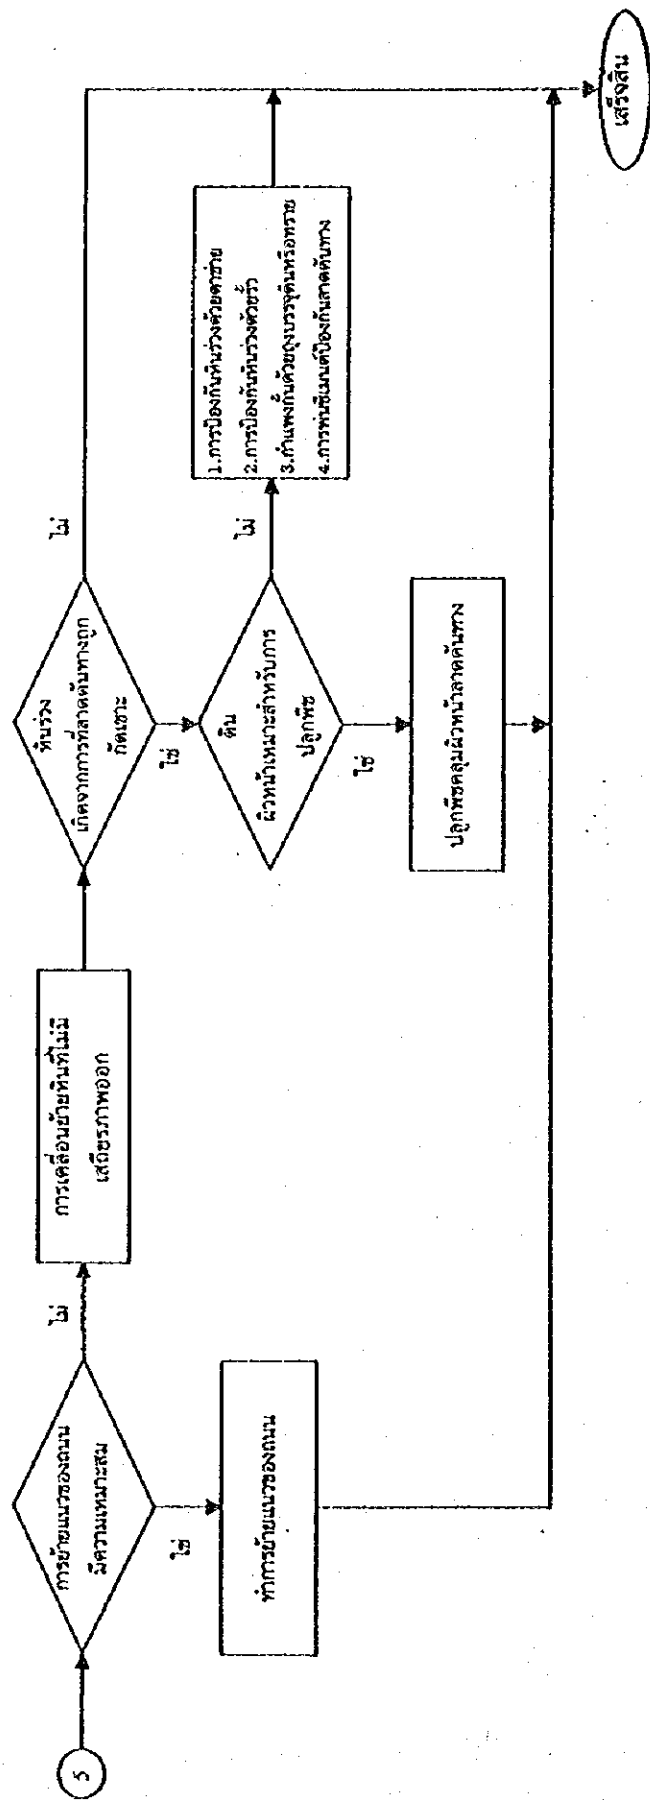 5
การย้ายแนวของถนน
มีความเหมาะสม
ไม่
ใช่
ทำการย้ายแนวของถนน
การเคลื่อนย้ายหินที่ไม่มี
เสถียรภาพออก
หินร่วง
เกิดจากการที่ลาดคันทางถูก
กัดเซาะ
ไม่
ใช่
ดิน
ผิวหน้าเหมาะสำหรับการ
ปลูกพืช
ไม่
ใช่
ปลูกพืชคลุมผิวหน้าลาดคันทาง
1.การป้องกันหินร่วงด้วยตาข่าย
2.การป้องกันหินร่วงด้วยรั้ว
3.กำแพงกั้นด้วยถุงบรรจุดินหรือทราย
4.การพ่นซีเมนต์ป้องกันลาดคันทาง
เสร็จสิ้น